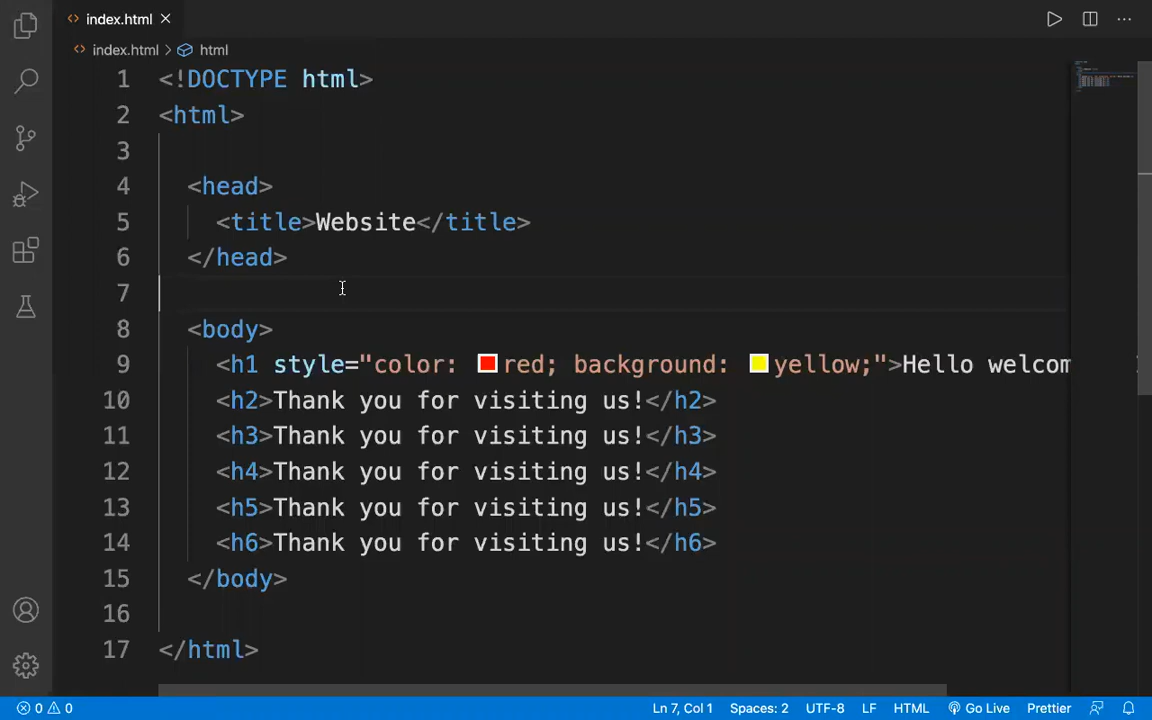 index.html
index.html > html
1 <!DOCTYPE html>
2 <html>
3
4 <head>
5 <title>Website</title>
6 </head>
7
8 <body>
9 <h1 style="color: red; background: yellow;">Hello welcom
10 <h2>Thank you for visiting us!</h2>
11 <h3>Thank you for visiting us!</h3>
12 <h4>Thank you for visiting us!</h4>
13 <h5>Thank you for visiting us!</h5>
14 <h6>Thank you for visiting us!</h6>
15 </body>
16
17 </html>
0 0 Ln 7, Col 1 Spaces: 2 UTF-8 LF HTML Go Live Prettier